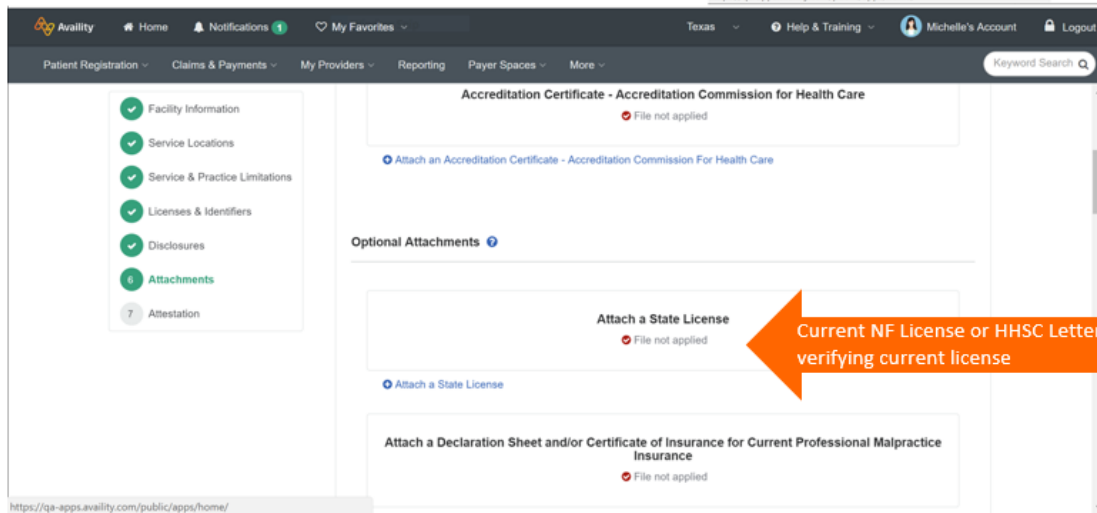 Availity Home Notifications 1 My Favorites Texas Help & Training Michelle's Account Logout
Patient Registration Claims & Payments My Providers Reporting Payer Spaces More Keyword Search
Facility Information
Service Locations
Service & Practice Limitations
Licenses & Identifiers
Disclosures
6 Attachments
7 Attestation
Accreditation Certificate - Accreditation Commission for Health Care
File not applied
Attach an Accreditation Certificate - Accreditation Commission For Health Care
Optional Attachments ?
Attach a State License
File not applied
Current NF License or HHSC Letter
verifying current license
Attach a State License
Attach a Declaration Sheet and/or Certificate of Insurance for Current Professional Malpractice
Insurance
File not applied
https://qa-apps.availity.com/public/apps/home/